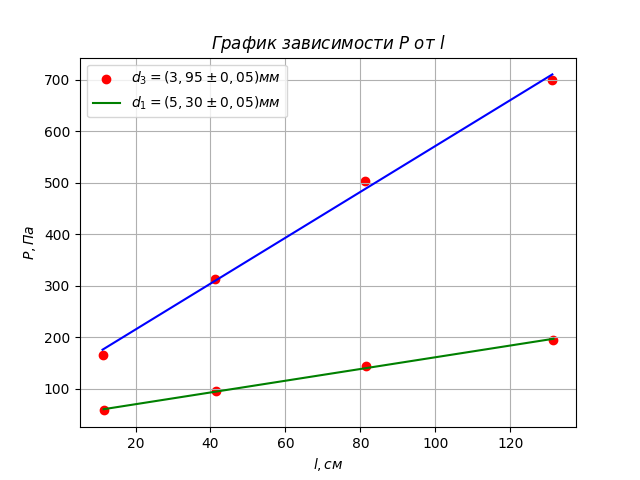 График зависимости P от l
d₃ = (3, 95 ± 0, 05)мм
d₁ = (5, 30 ± 0, 05)мм
700
600
500
400
300
200
100
P, Па
20 40 60 80 100 120
l, см